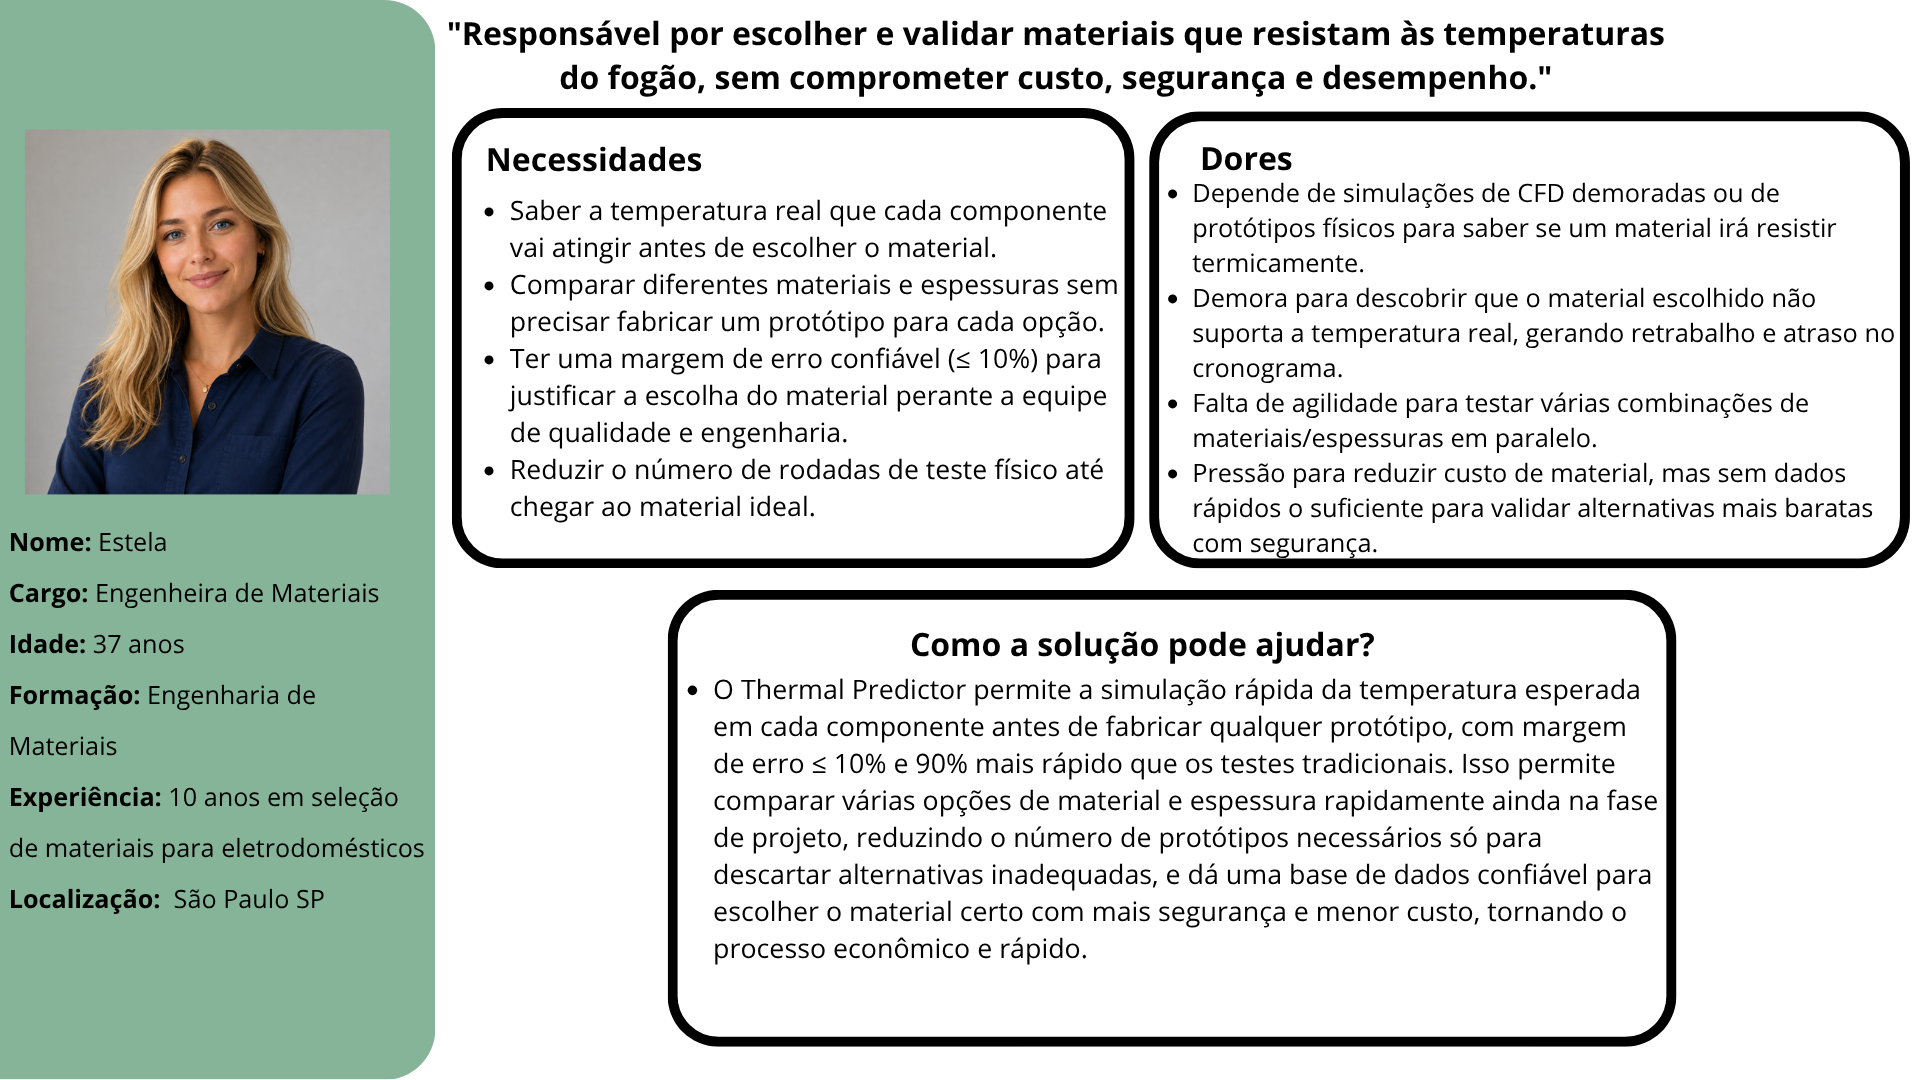 "Responsável por escolher e validar materiais que resistam às temperaturas
do fogão, sem comprometer custo, segurança e desempenho."
Nome: Estela
Cargo: Engenheira de Materiais
Idade: 37 anos
Formação: Engenharia de
Materiais
Experiência: 10 anos em seleção
de materiais para eletrodomésticos
Localização:  São Paulo SP
Necessidades
• Saber a temperatura real que cada componente
vai atingir antes de escolher o material.
• Comparar diferentes materiais e espessuras sem
precisar fabricar um protótipo para cada opção.
• Ter uma margem de erro confiável (≤ 10%) para
justificar a escolha do material perante a equipe
de qualidade e engenharia.
• Reduzir o número de rodadas de teste físico até
chegar ao material ideal.
Dores
• Depende de simulações de CFD demoradas ou de
protótipos físicos para saber se um material irá resistir
termicamente.
• Demora para descobrir que o material escolhido não
suporta a temperatura real, gerando retrabalho e atraso no
cronograma.
• Falta de agilidade para testar várias combinações de
materiais/espessuras em paralelo.
• Pressão para reduzir custo de material, mas sem dados
rápidos o suficiente para validar alternativas mais baratas
com segurança.
Como a solução pode ajudar?
• O Thermal Predictor permite a simulação rápida da temperatura esperada
em cada componente antes de fabricar qualquer protótipo, com margem
de erro ≤ 10% e 90% mais rápido que os testes tradicionais. Isso permite
comparar várias opções de material e espessura rapidamente ainda na fase
de projeto, reduzindo o número de protótipos necessários só para
descartar alternativas inadequadas, e dá uma base de dados confiável para
escolher o material certo com mais segurança e menor custo, tornando o
processo econômico e rápido.